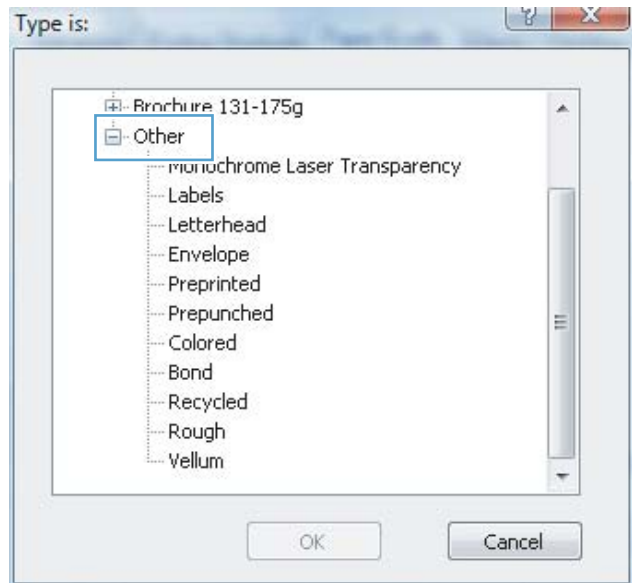 Type is:
Brochure 131-175g
Other
Monochrome Laser Transparency
Labels
Letterhead
Envelope
Preprinted
Prepunched
Colored
Bond
Recycled
Rough
Vellum
OK
Cancel